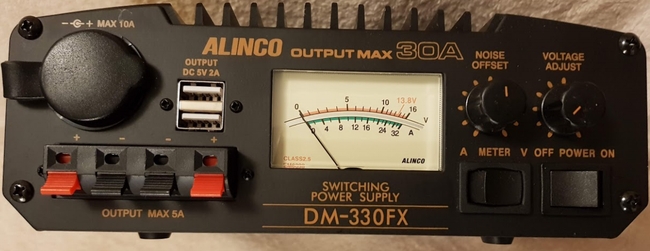 + MAX 10A
ALINCO OUTPUT MAX 30A
OUTPUT
DC 5V 2A
NOISE
OFFSET
VOLTAGE
ADJUST
0 5 10 13.8V 16 V
0 4 8 12 16 24 32 A
CLASS2.5
ALINCO
+ - - +
OUTPUT MAX 5A
SWITCHING
POWER SUPPLY
DM-330FX
A METER V
OFF POWER ON